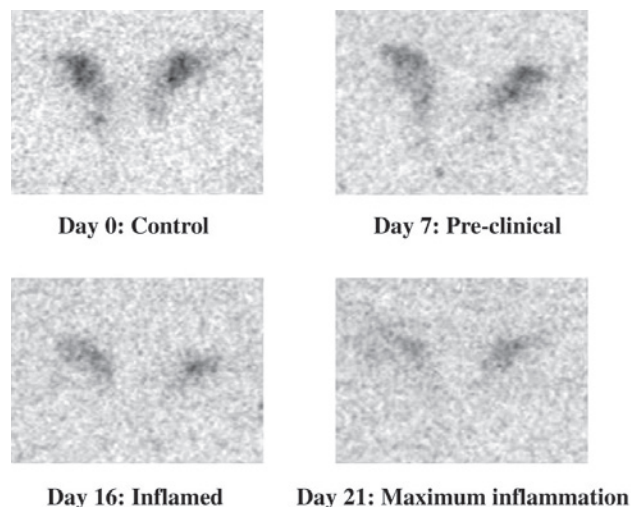 Day 0: Control
Day 7: Pre-clinical
Day 16: Inflamed
Day 21: Maximum inflammation